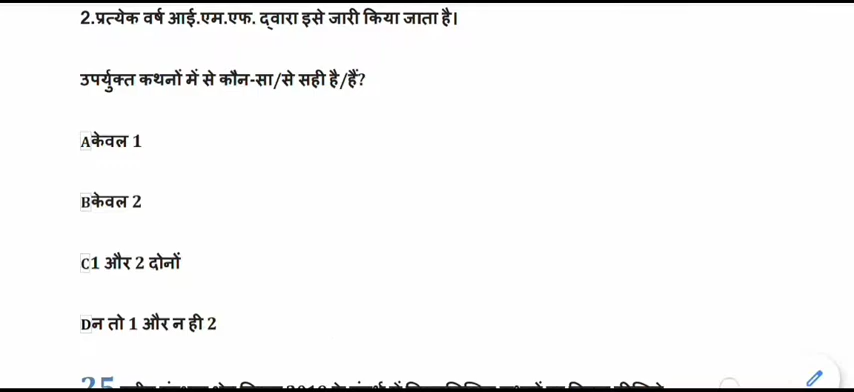 2.प्रत्येक वर्ष आई.एम.एफ. द्वारा इसे जारी किया जाता है।
उपर्युक्त कथनों में से कौन-सा/से सही है/हैं?
Aकेवल 1
Bकेवल 2
C1 और 2 दोनों
Dन तो 1 और न ही 2
25